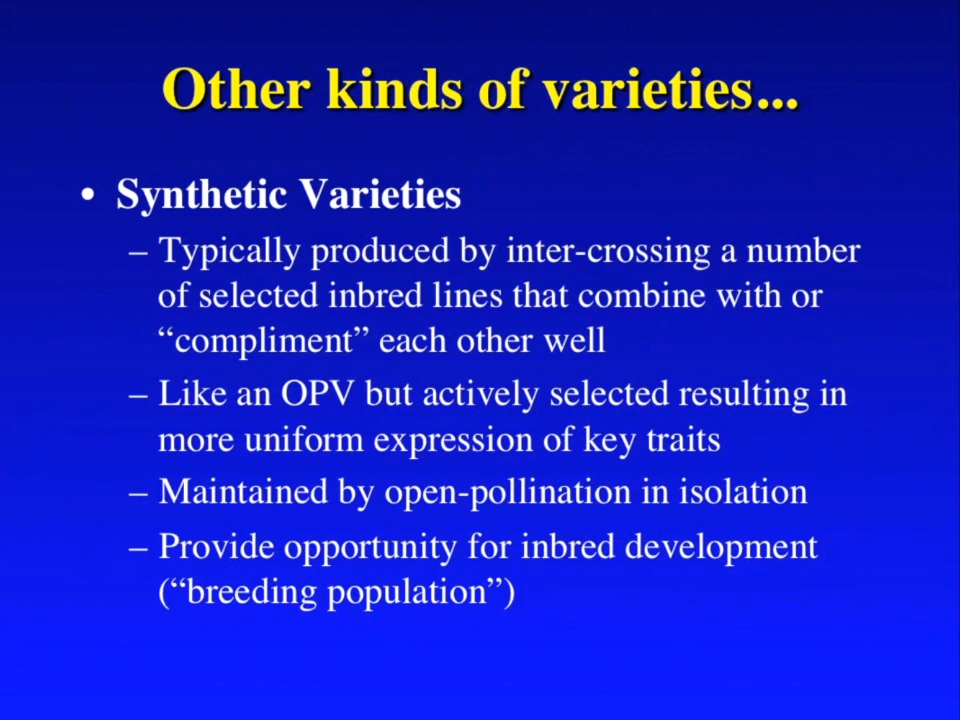 Other kinds of varieties...
• Synthetic Varieties
– Typically produced by inter-crossing a number
of selected inbred lines that combine with or
“compliment” each other well
– Like an OPV but actively selected resulting in
more uniform expression of key traits
– Maintained by open-pollination in isolation
– Provide opportunity for inbred development
(“breeding population”)